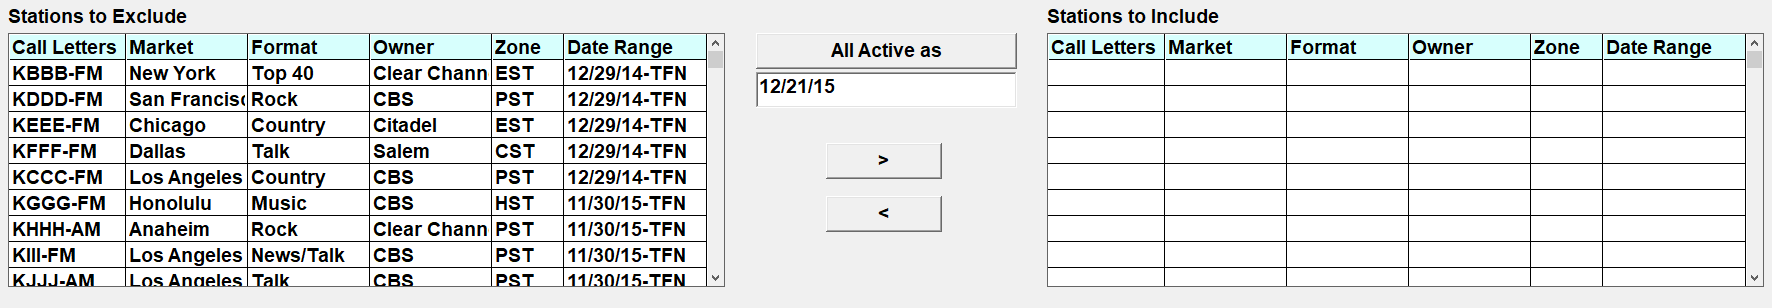 Stations to Exclude
Call Letters Market Format Owner Zone Date Range
KBBB-FM New York Top 40 Clear Chann EST 12/29/14-TFN
KDDD-FM San Francisc Rock CBS PST 12/29/14-TFN
KEEE-FM Chicago Country Citadel EST 12/29/14-TFN
KFFF-FM Dallas Talk Salem CST 12/29/14-TFN
KCCC-FM Los Angeles Country CBS PST 12/29/14-TFN
KGGG-FM Honolulu Music CBS HST 11/30/15-TFN
KHHH-AM Anaheim Rock Clear Chann PST 11/30/15-TFN
KIII-FM Los Angeles News/Talk CBS PST 11/30/15-TFN
KJJJ-AM Los Angeles Talk CBS PST 11/30/15-TFN
All Active as
12/21/15
>
<
Stations to Include
Call Letters Market Format Owner Zone Date Range